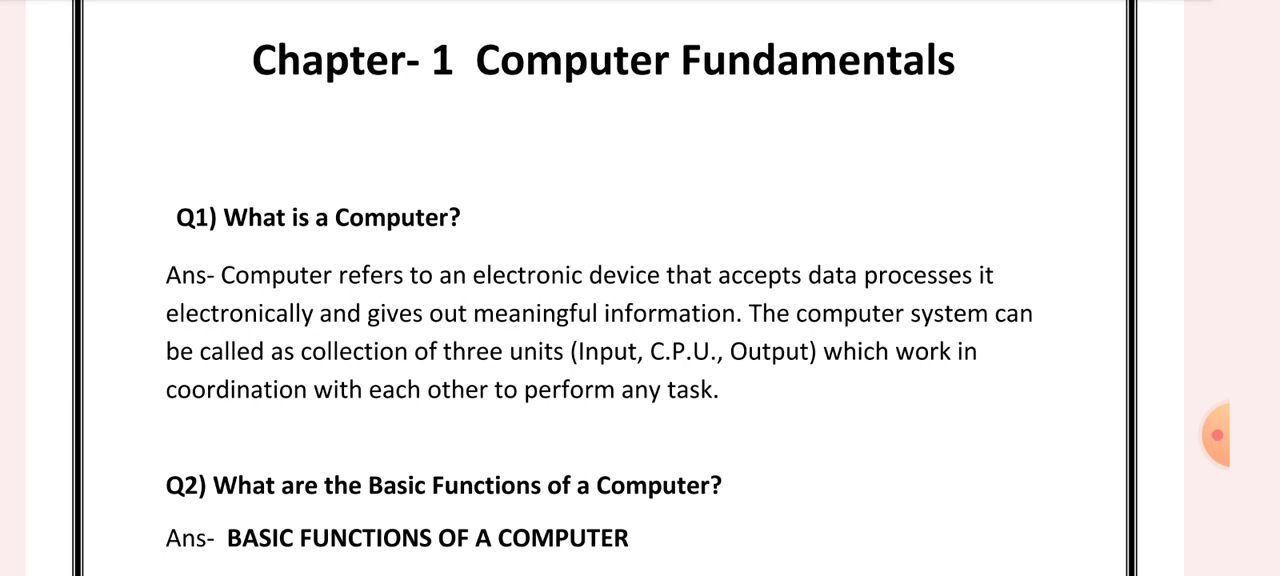 Chapter- 1 Computer Fundamentals
Q1) What is a Computer?
Ans- Computer refers to an electronic device that accepts data processes it
electronically and gives out meaningful information. The computer system can
be called as collection of three units (Input, C.P.U., Output) which work in
coordination with each other to perform any task.
Q2) What are the Basic Functions of a Computer?
Ans- BASIC FUNCTIONS OF A COMPUTER